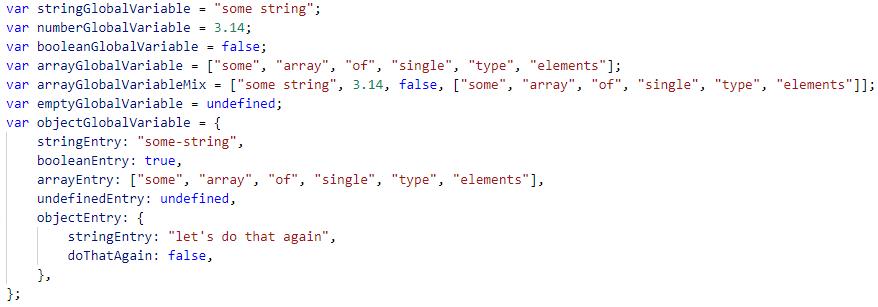 var stringGlobalVariable = "some string";
var numberGlobalVariable = 3.14;
var booleanGlobalVariable = false;
var arrayGlobalVariable = ["some", "array", "of", "single", "type", "elements"];
var arrayGlobalVariableMix = ["some string", 3.14, false, ["some", "array", "of", "single", "type", "elements"]];
var emptyGlobalVariable = undefined;
var objectGlobalVariable = {
    stringEntry: "some-string",
    booleanEntry: true,
    arrayEntry: ["some", "array", "of", "single", "type", "elements"],
    undefinedEntry: undefined,
    objectEntry: {
        stringEntry: "let's do that again",
        doThatAgain: false,
    },
};